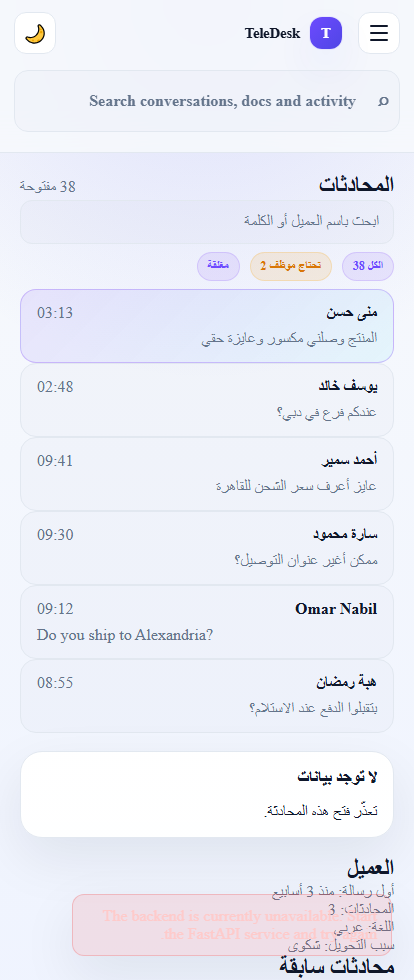 TeleDesk
T
Search conversations, docs and activity
المحادثات
38 مفتوحة
ابحث باسم العميل أو الكلمة
الكل 38
تحتاج موظف 2
مغلقة
منى حسن
03:13
المنتج وصلني مكسور وعايزة حقي
يوسف خالد
02:48
عندكم فرع في دبي؟
أحمد سمير
09:41
عايز أعرف سعر الشحن للقاهرة
سارة محمود
09:30
ممكن أغير عنوان التوصيل؟
Omar Nabil
09:12
Do you ship to Alexandria?
هبة رمضان
08:55
بتقبلوا الدفع عند الاستلام؟
لا توجد بيانات
تعذّر فتح هذه المحادثة.
العميل
أول رسالة: منذ 3 أسابيع
المحادثات: 3
اللغة: عربي
سبب التحويل: شكوى
The backend is currently unavailable. Start
the FastAPI service and try again.
محادثات سابقة